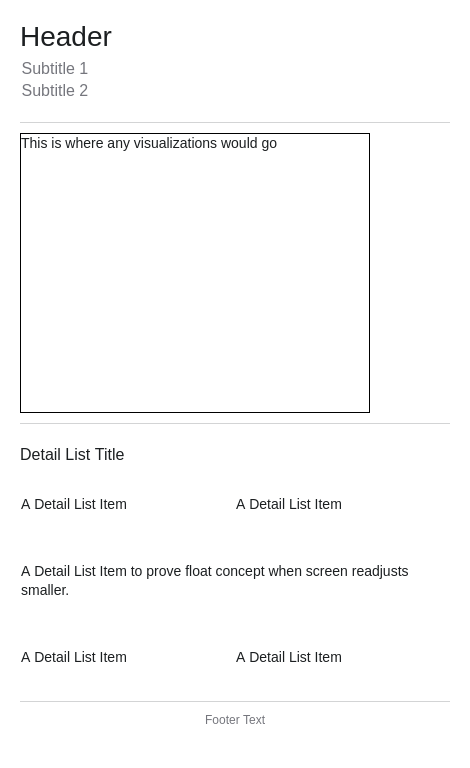 Header
Subtitle 1
Subtitle 2
This is where any visualizations would go
Detail List Title
A Detail List Item
A Detail List Item
A Detail List Item to prove float concept when screen readjusts
smaller.
A Detail List Item
A Detail List Item
Footer Text